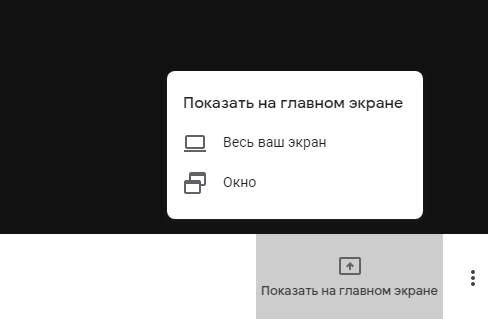 Показать на главном экране
Весь ваш экран
Окно
Показать на главном экране